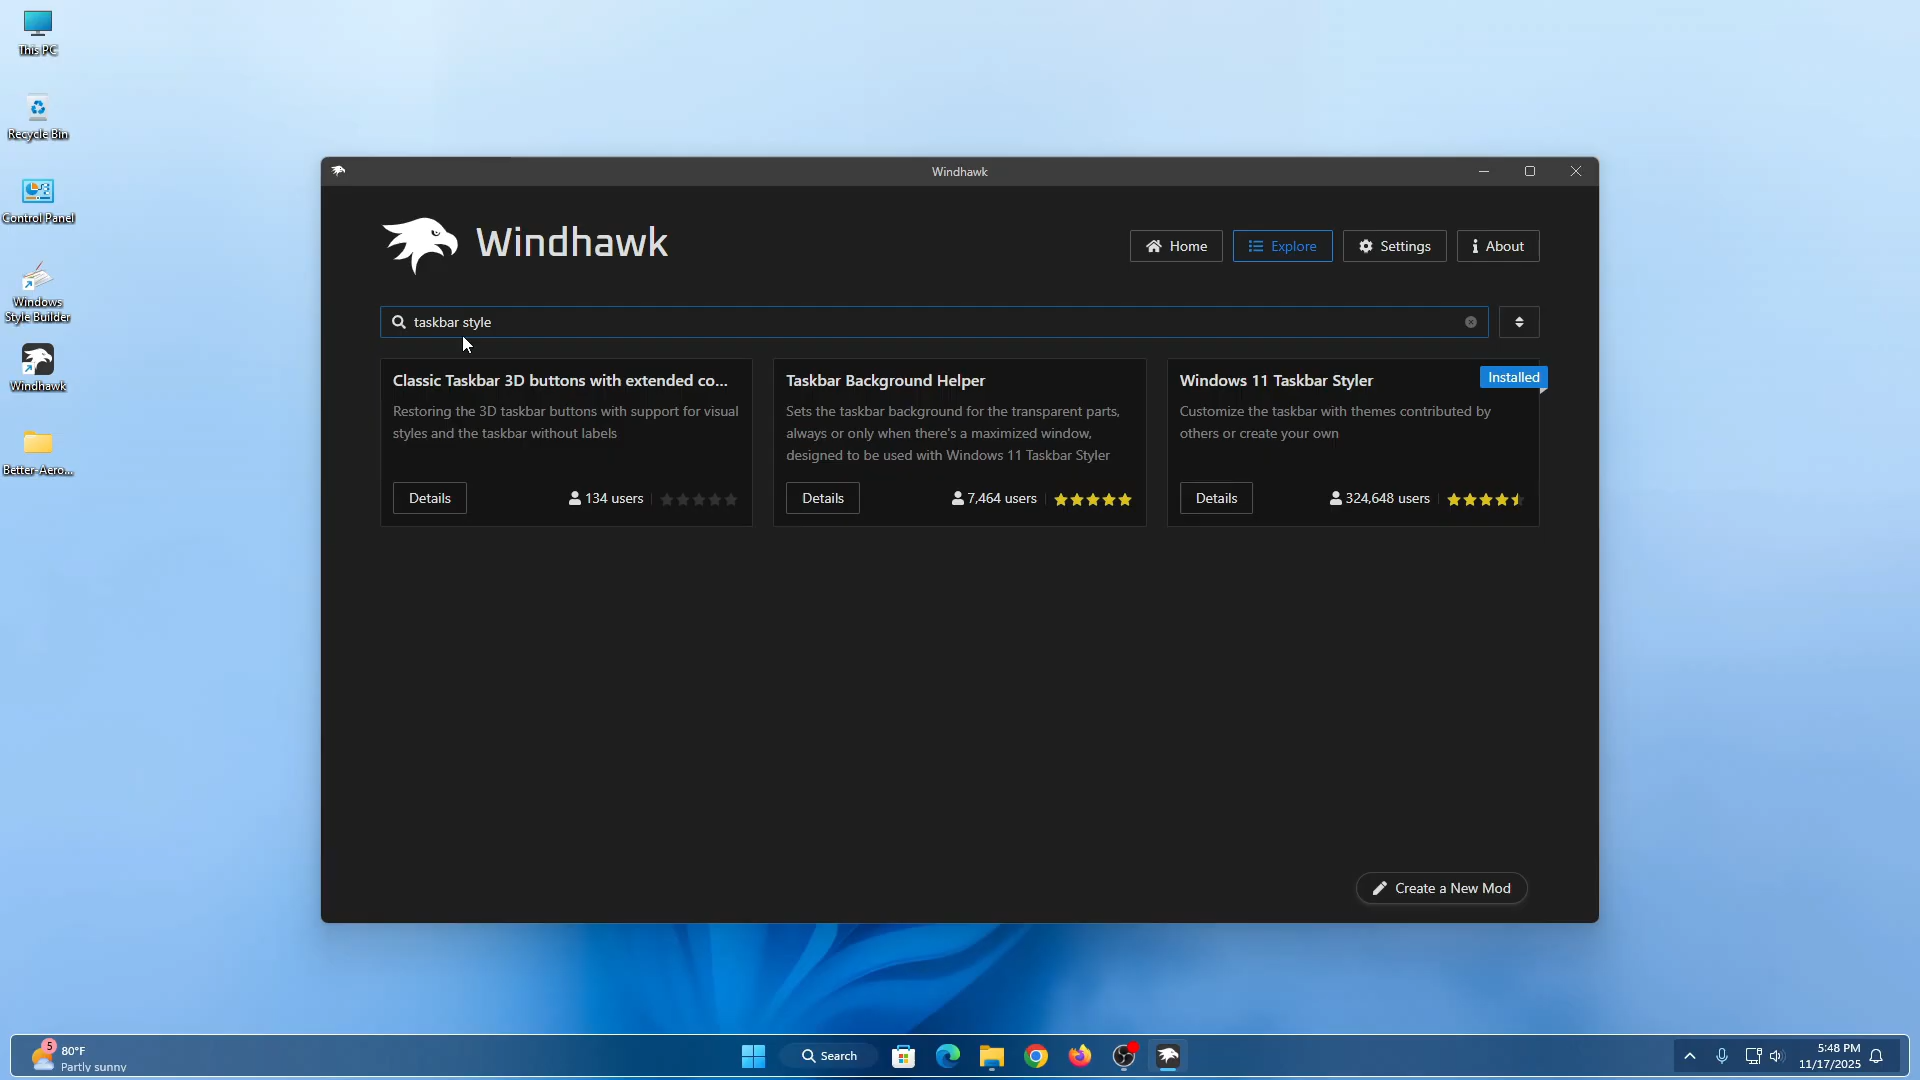 This PC
Recycle Bin
Control Panel
Windows
Style Builder
Windhawk
Better-Aero...
Windhawk
Windhawk
Home
Explore
Settings
About
taskbar style
Classic Taskbar 3D buttons with extended co...
Restoring the 3D taskbar buttons with support for visual
styles and the taskbar without labels
Details
134 users
Taskbar Background Helper
Sets the taskbar background for the transparent parts,
always or only when there's a maximized window,
designed to be used with Windows 11 Taskbar Styler
Details
7,464 users
Windows 11 Taskbar Styler
Installed
Customize the taskbar with themes contributed by
others or create your own
Details
324,648 users
Create a New Mod
5
80°F
Partly sunny
Search
5:48 PM
11/17/2025